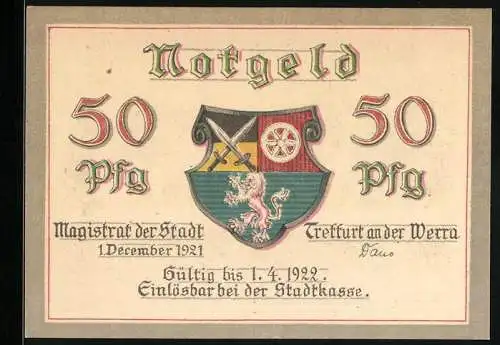 Notgeld
50 Pfg
50 Pfg.
Magistrat der Stadt
1. December 1921
Treffurt an der Werra
Gültig bis 1. 4. 1922.
Einlösbar bei der Stadtkasse.